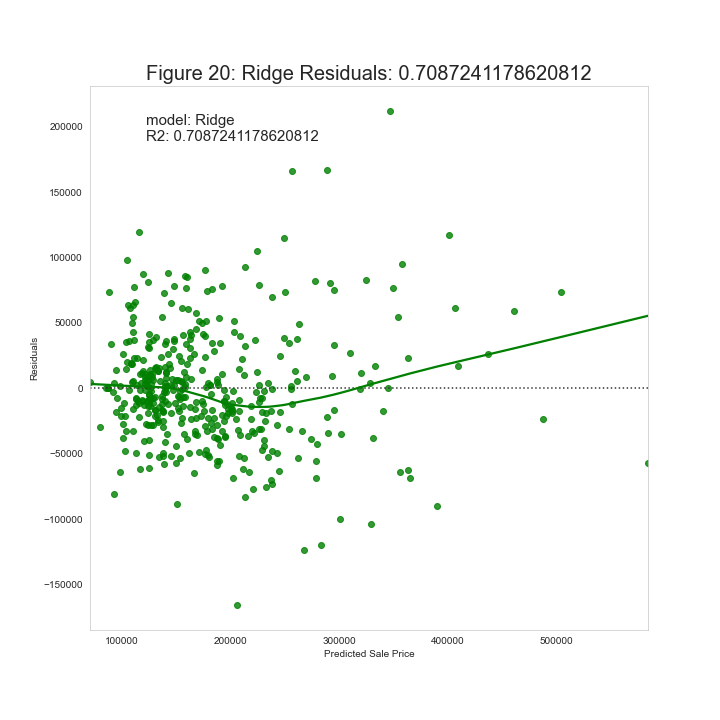 Figure 20: Ridge Residuals: 0.7087241178620812
model: Ridge
R2: 0.7087241178620812
200000
150000
100000
50000
0
−50000
−100000
−150000
Residuals
100000 200000 300000 400000 500000
Predicted Sale Price